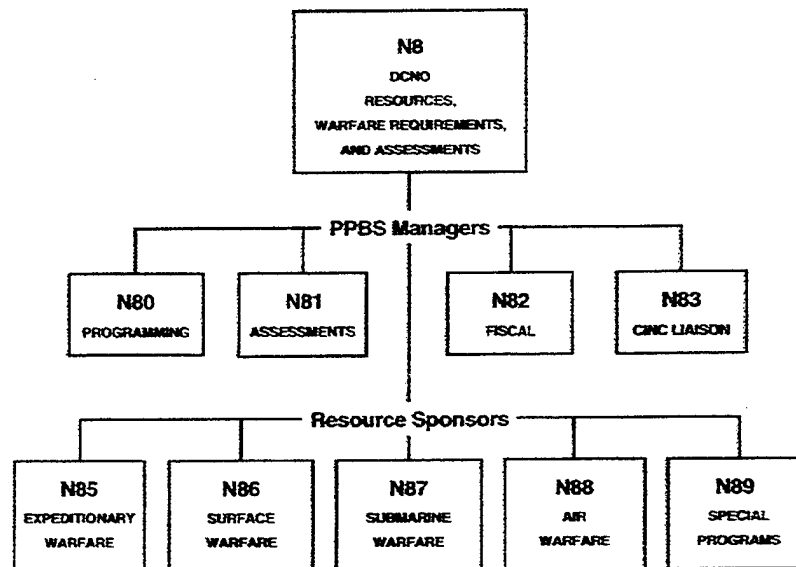 N8
DCNO
RESOURCES,
WARFARE REQUIREMENTS,
AND ASSESSMENTS
PPBS Managers
N80
PROGRAMMING
N81
ASSESSMENTS
N82
FISCAL
N83
CINC LIAISON
Resource Sponsors
N85
EXPEDITIONARY
WARFARE
N86
SURFACE
WARFARE
N87
SUBMARINE
WARFARE
N88
AIR
WARFARE
N89
SPECIAL
PROGRAMS